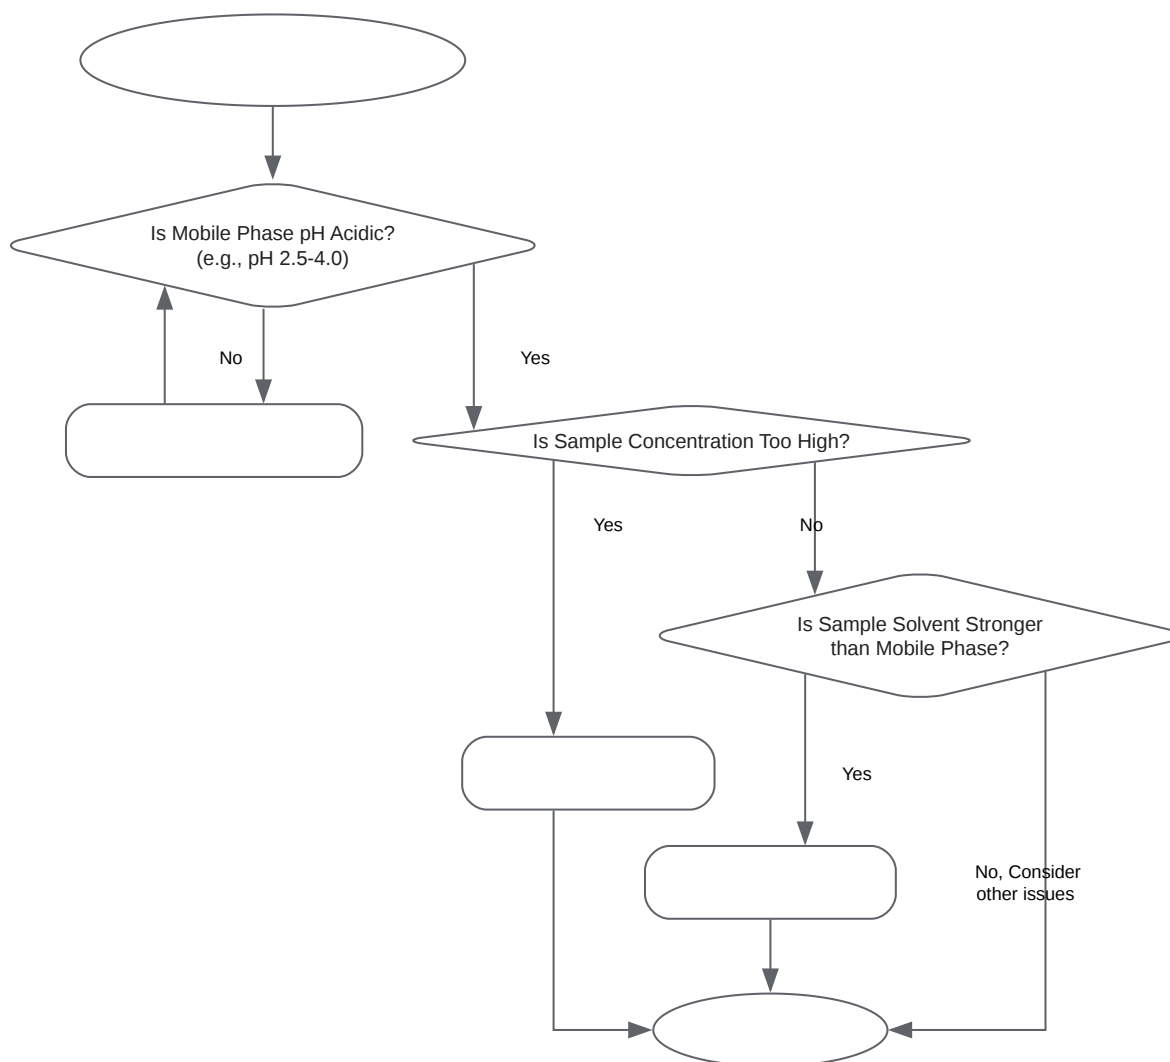 Is Mobile Phase pH Acidic?
(e.g., pH 2.5-4.0)
No
Yes
Is Sample Concentration Too High?
Yes
No
Is Sample Solvent Stronger
than Mobile Phase?
Yes
No, Consider
other issues